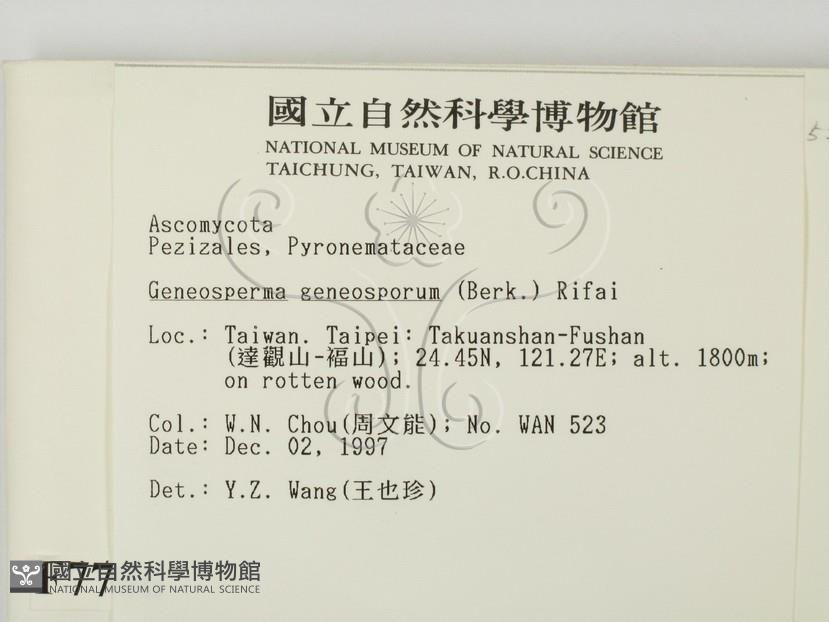 國立自然科學博物館
NATIONAL MUSEUM OF NATURAL SCIENCE
TAICHUNG, TAIWAN, R.O.CHINA
5-
Ascomycota
Pezizales, Pyronemataceae
Geneosperma geneosporum (Berk.) Rifai
Loc.: Taiwan. Taipei: Takuanshan-Fushan
(達觀山-福山); 24.45N, 121.27E; alt. 1800m;
on rotten wood.
Col.: W.N. Chou(周文能); No. WAN 523
Date: Dec. 02, 1997
Det.: Y.Z. Wang(王也珍)
F77
國立自然科學博物館
NATIONAL MUSEUM OF NATURAL SCIENCE